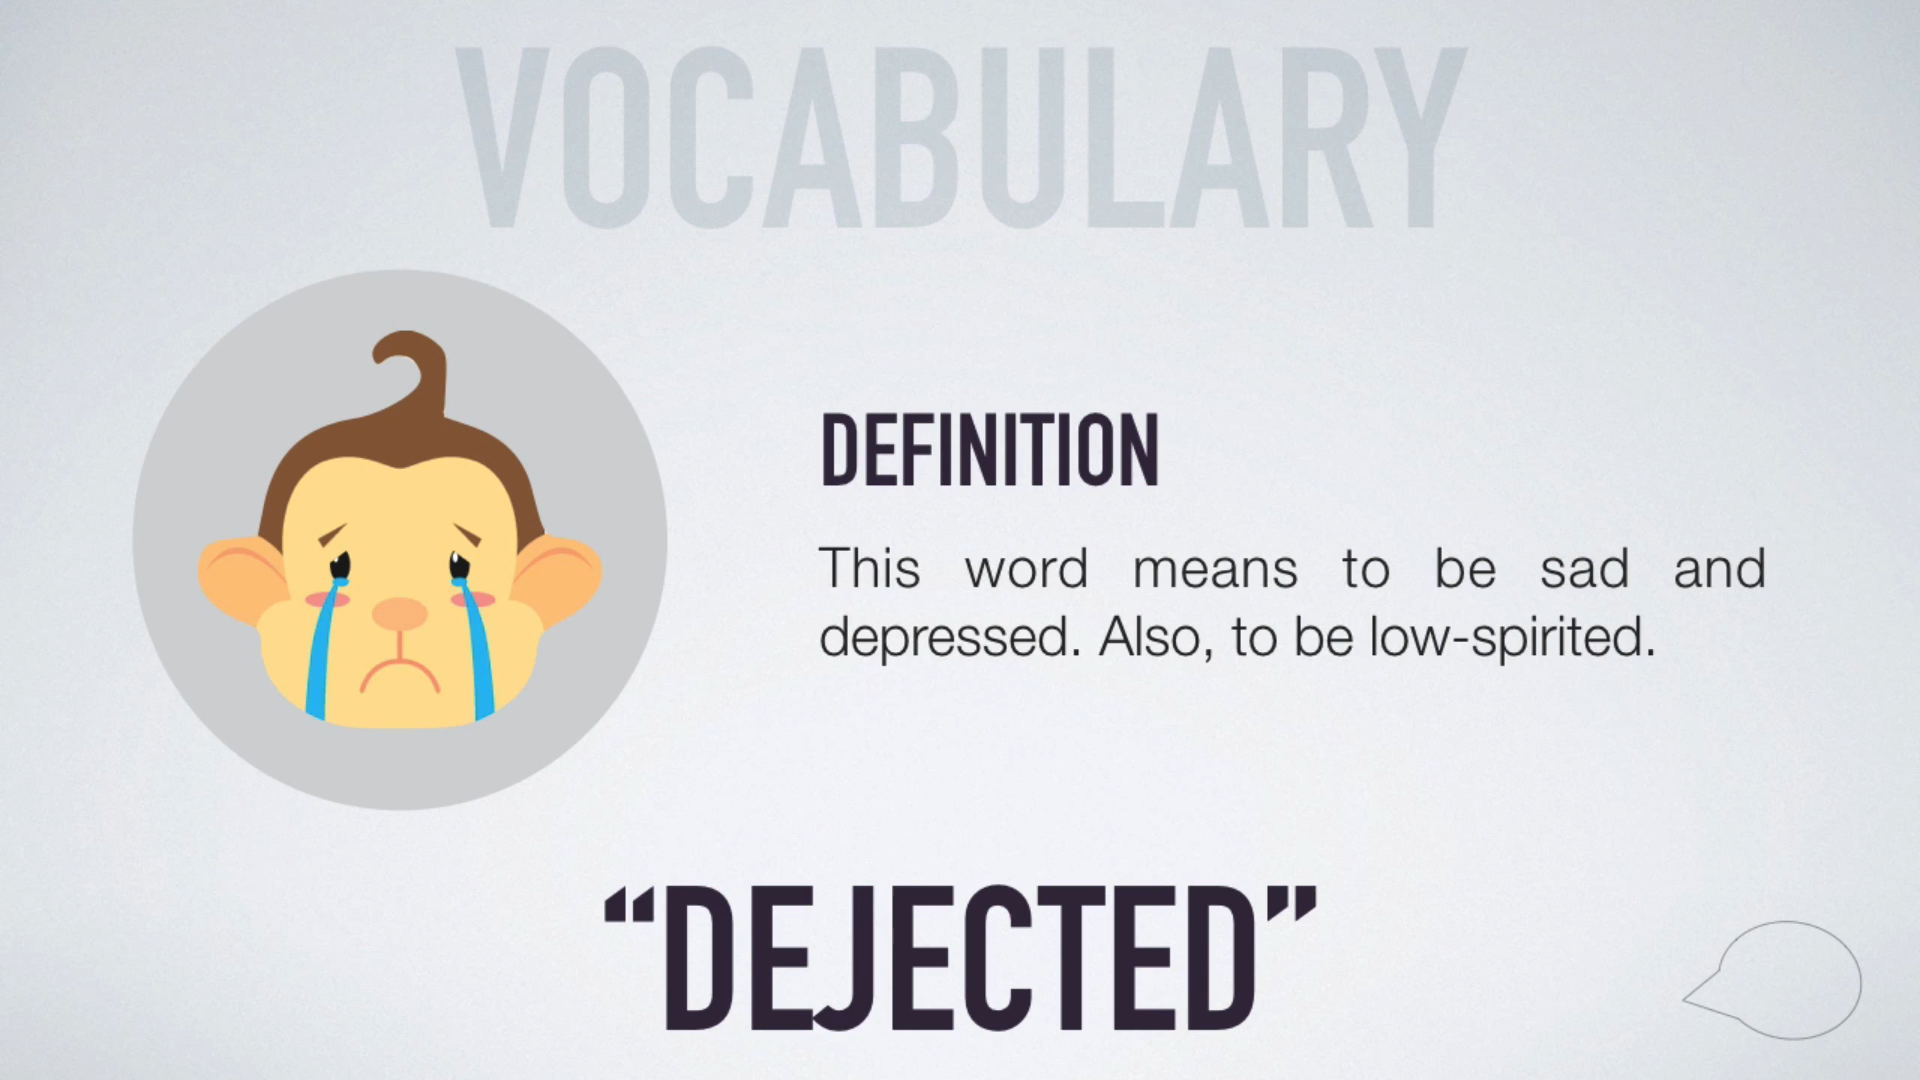 VOCABULARY
DEFINITION
This word means to be sad and
depressed. Also, to be low-spirited.
“DEJECTED”